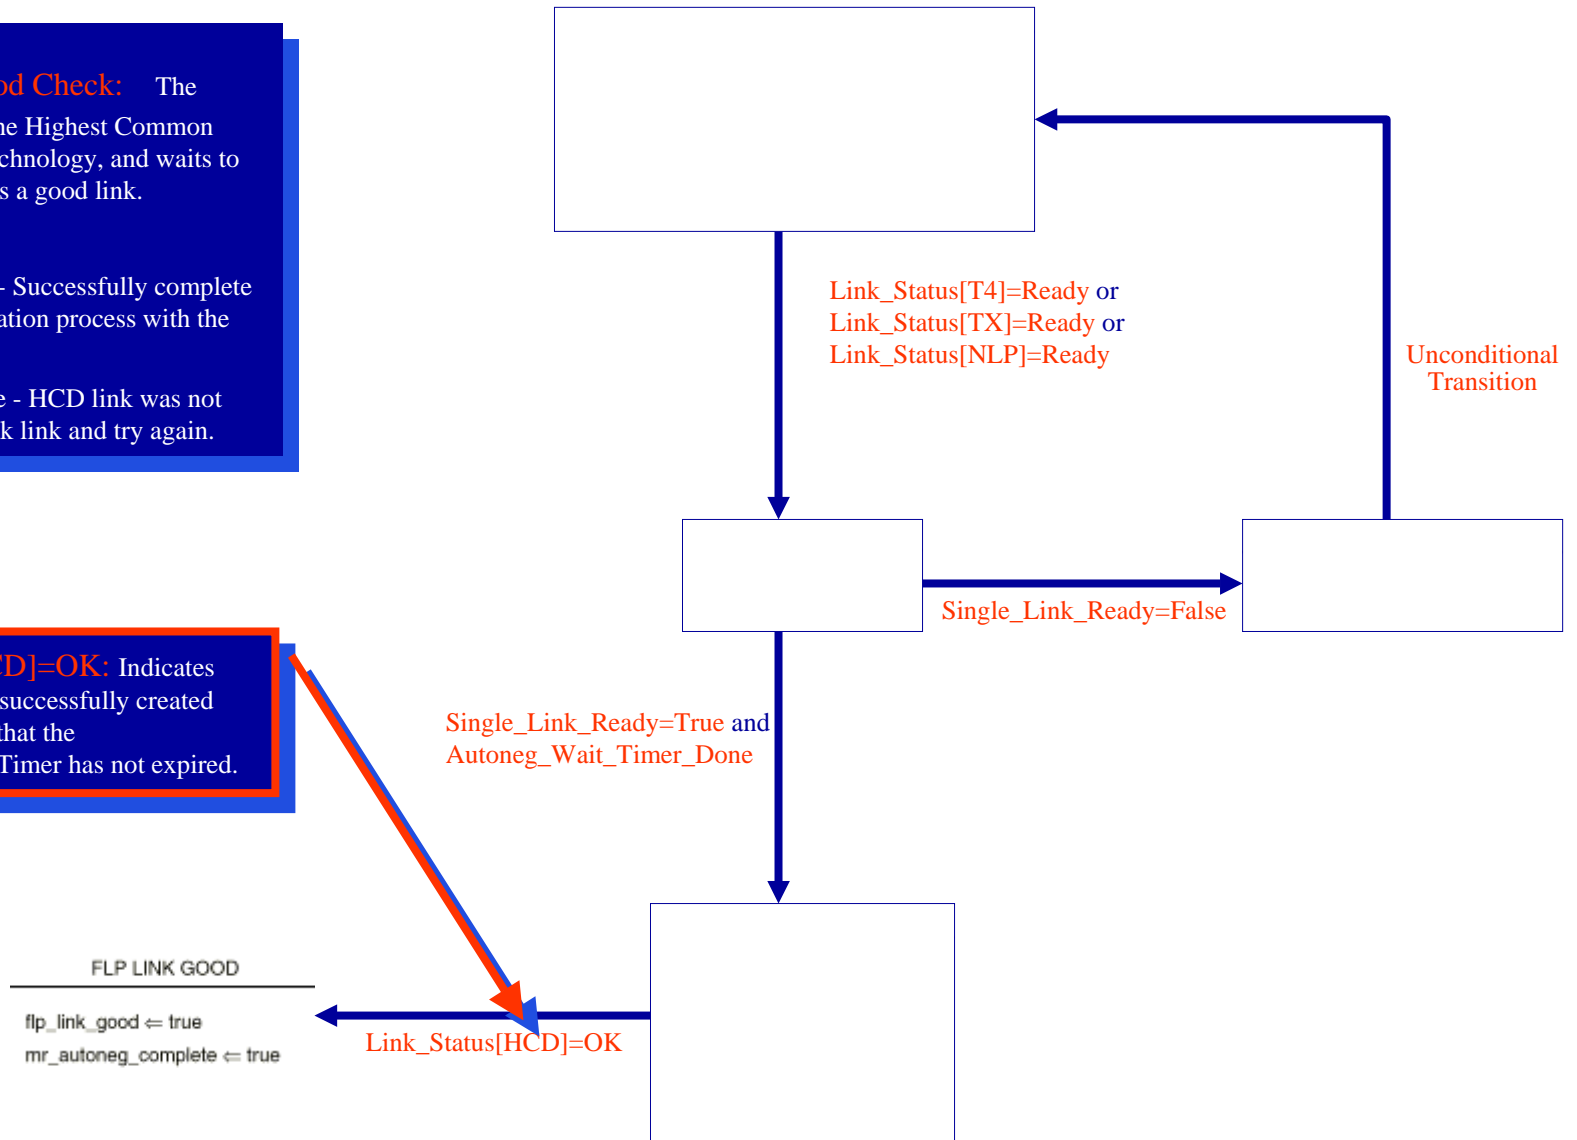 od Check: The
ne Highest Common
chnology, and waits to
s a good link.
- Successfully complete
ation process with the
e - HCD link was not
k link and try again.
Link_Status[T4]=Ready or
Link_Status[TX]=Ready or
Link_Status[NLP]=Ready
Unconditional
Transition
Single_Link_Ready=False
CD]=OK: Indicates
successfully created
that the
Timer has not expired.
Single_Link_Ready=True and
Autoneg_Wait_Timer_Done
FLP LINK GOOD
flp_link_good ⇐ true
mr_autoneg_complete ⇐ true
Link_Status[HCD]=OK